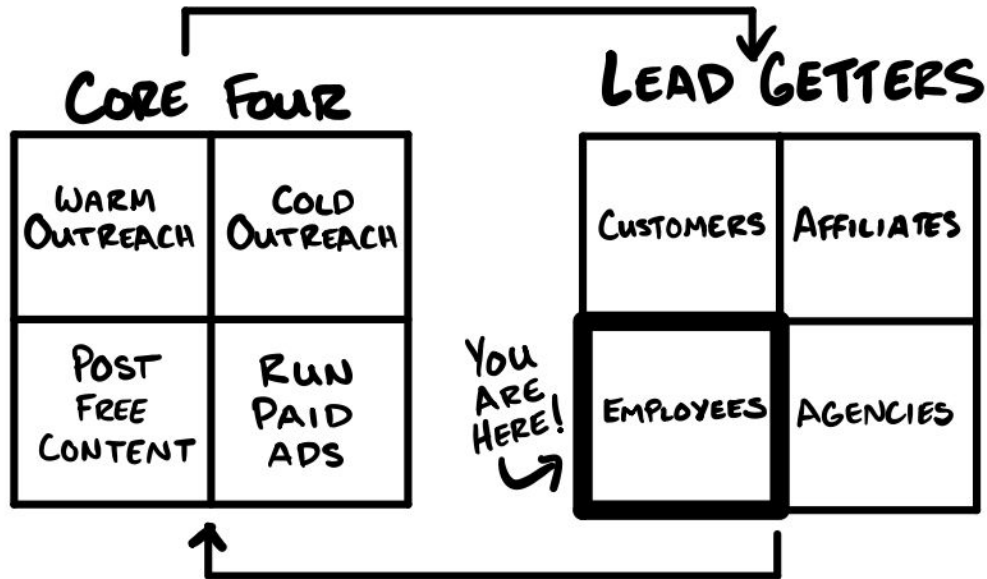 CORE FOUR
WARM
OUTREACH
COLD
OUTREACH
POST
FREE
CONTENT
RUN
PAID
ADS
LEAD GETTERS
CUSTOMERS
AFFILIATES
YOU
ARE
HERE!
EMPLOYEES
AGENCIES